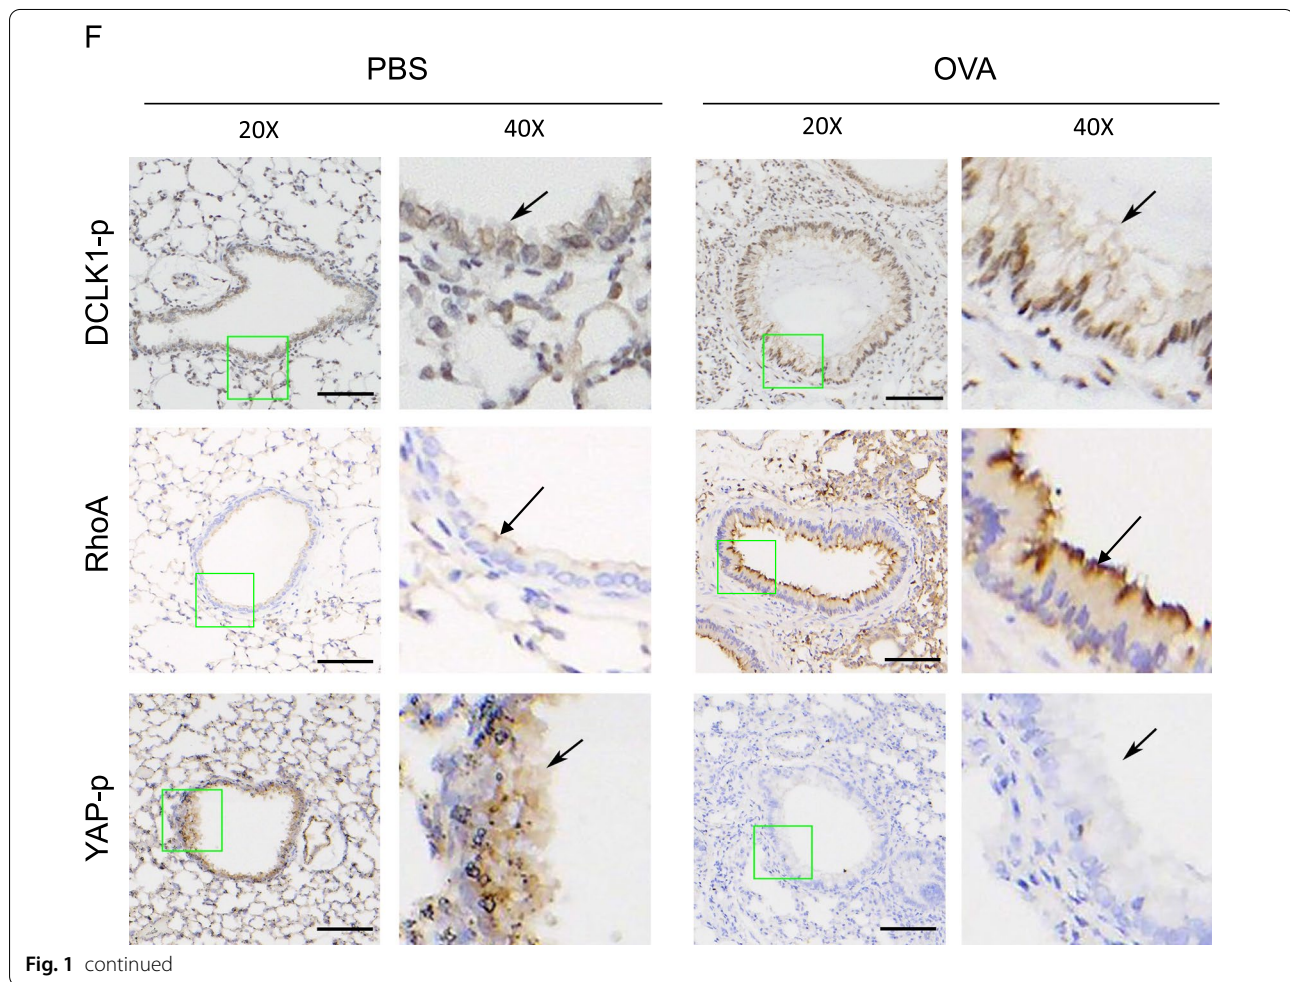 F
PBS
OVA
20X
40X
20X
40X
DCLK1-p
RhoA
YAP-p
Fig. 1 continued